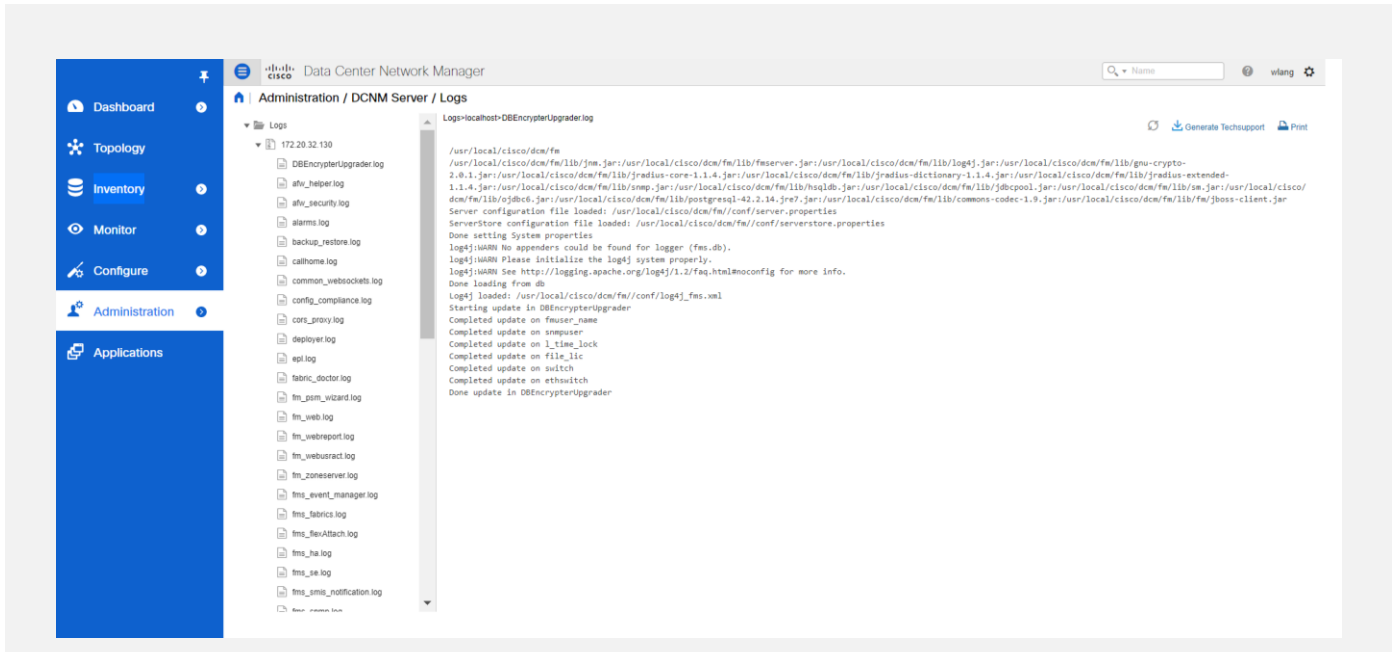 cisco Data Center Network Manager
Name
wlang
Dashboard
Topology
Inventory
Monitor
Configure
Administration
Applications
Administration / DCNM Server / Logs
Logs
172.20.32.130
DBEncrypterUpgrader.log
afw_helper.log
afw_security.log
alarms.log
backup_restore.log
callhome.log
common_websockets.log
config_compliance.log
cors_proxy.log
deployer.log
epl.log
fabric_doctor.log
fm_psm_wizard.log
fm_web.log
fm_webreport.log
fm_webusract.log
fm_zoneserver.log
fms_event_manager.log
fms_fabrics.log
fms_flexAttach.log
fms_ha.log
fms_se.log
fms_smis_notification.log
Logs>localhost>DBEncrypterUpgrader.log
Generate Techsupport
Print
/usr/local/cisco/dcm/fm
/usr/local/cisco/dcm/fm/lib/jnm.jar:/usr/local/cisco/dcm/fm/lib/fmserver.jar:/usr/local/cisco/dcm/fm/lib/log4j.jar:/usr/local/cisco/dcm/fm/lib/gnu-crypto-
2.0.1.jar:/usr/local/cisco/dcm/fm/lib/jradius-core-1.1.4.jar:/usr/local/cisco/dcm/fm/lib/jradius-dictionary-1.1.4.jar:/usr/local/cisco/dcm/fm/lib/jradius-extended-
1.1.4.jar:/usr/local/cisco/dcm/fm/lib/snmp.jar:/usr/local/cisco/dcm/fm/lib/hsqldb.jar:/usr/local/cisco/dcm/fm/lib/jdbcpool.jar:/usr/local/cisco/dcm/fm/lib/sm.jar:/usr/local/cisco/
dcm/fm/lib/ojdbc6.jar:/usr/local/cisco/dcm/fm/lib/postgresql-42.2.14.jre7.jar:/usr/local/cisco/dcm/fm/lib/commons-codec-1.9.jar:/usr/local/cisco/dcm/fm/lib/fm/jboss-client.jar
Server configuration file loaded: /usr/local/cisco/dcm/fm//conf/server.properties
ServerStore configuration file loaded: /usr/local/cisco/dcm/fm//conf/serverstore.properties
Done setting System properties
log4j:WARN No appenders could be found for logger (fms.db).
log4j:WARN Please initialize the log4j system properly.
log4j:WARN See http://logging.apache.org/log4j/1.2/faq.html#noconfig for more info.
Done loading from db
Log4j loaded: /usr/local/cisco/dcm/fm//conf/log4j_fms.xml
Starting update in DBEncrypterUpgrader
Completed update on fmuser_name
Completed update on snmpuser
Completed update on l_time_lock
Completed update on file_lic
Completed update on switch
Completed update on ethswitch
Done update in DBEncrypterUpgrader